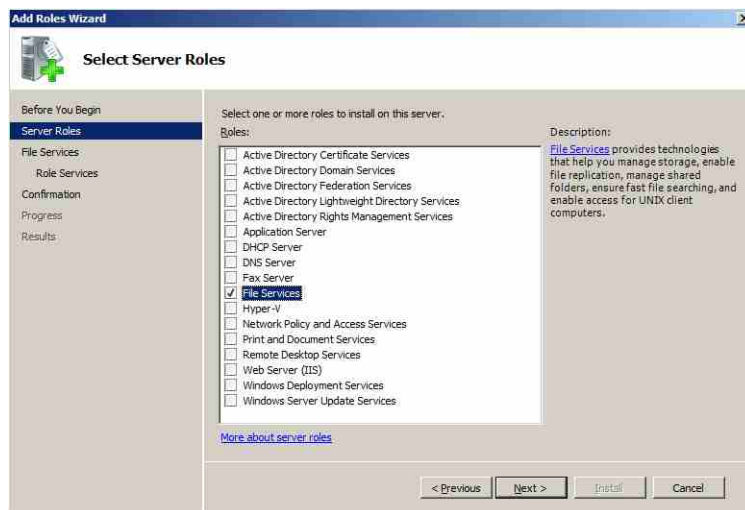 Add Roles Wizard
Select Server Roles
Before You Begin
Server Roles
File Services
Role Services
Confirmation
Progress
Results
Select one or more roles to install on this server.
Roles:
Active Directory Certificate Services
Active Directory Domain Services
Active Directory Federation Services
Active Directory Lightweight Directory Services
Active Directory Rights Management Services
Application Server
DHCP Server
DNS Server
Fax Server
File Services
Hyper-V
Network Policy and Access Services
Print and Document Services
Remote Desktop Services
Web Server (IIS)
Windows Deployment Services
Windows Server Update Services
More about server roles
Description:
File Services provides technologies
that help you manage storage, enable
file replication, manage shared
folders, ensure fast file searching, and
enable access for UNIX client
computers.
< Previous
Next >
Install
Cancel